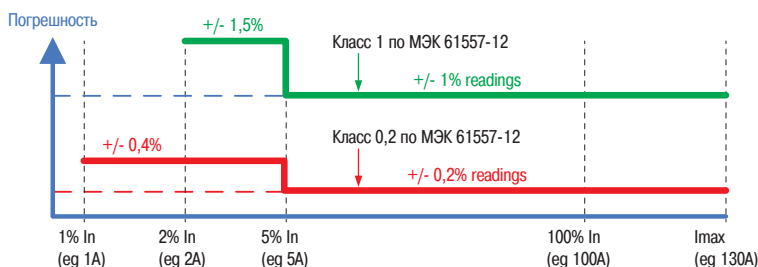 Погрешность
+/- 1,5%
Класс 1 по МЭК 61557-12
+/- 1% readings
+/- 0,4%
Класс 0,2 по МЭК 61557-12
+/- 0,2% readings
1% In 2% In 5% In 100% In Imax
(eg 1A) (eg 2A) (eg 5A) (eg 100A) (eg 130A)